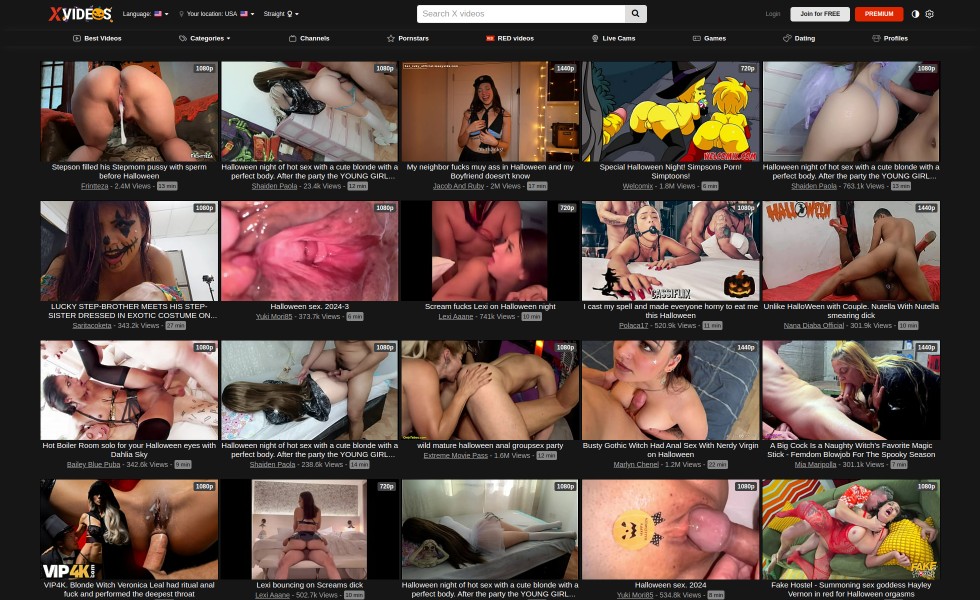 XVIDEOS
Language:
Your location: USA
Straight
Search X videos
Login
Join for FREE
PREMIUM
Best Videos
Categories
Channels
Pornstars
RED videos
Live Cams
Games
Dating
Profiles
1080p
1080p
1440p
720p
1080p
Stepson filled his Stepmom pussy with sperm before Halloween
Frintteza - 2.4M Views - 13 min
Halloween night of hot sex with a cute blonde with a perfect body. After the party the YOUNG GIRL...
Shaiden Paola - 23.4k Views - 12 min
My neighbor fucks muy ass in Halloween and my Boyfriend doesn't know
Jacob And Ruby - 2M Views - 17 min
WELCOMIX.COM
Special Halloween Night! Simpsons Porn! Simptoons!
Welcomix - 1.8M Views - 6 min
Halloween night of hot sex with a cute blonde with a perfect body. After the party the YOUNG GIRL...
Shaiden Paola - 763.1k Views - 13 min
1080p
1080p
720p
1080p
1440p
LUCKY STEP-BROTHER MEETS HIS STEP-SISTER DRESSED IN EXOTIC COSTUME ON...
Saritacoketa - 343.2k Views - 27 min
Halloween sex. 2024-3
Yuki Mori85 - 373.7k Views - 6 min
Scream fucks Lexi on Halloween night
Lexi Aaane - 741k Views - 10 min
CASSIFLIX
I cast my spell and made everyone horny to eat me this Halloween
Polaca17 - 520.9k Views - 11 min
HALLOWEEN
Unlike HalloWeen with Couple, Nutella With Nutella smearing dick
Nana Diaba Official - 301.9k Views - 10 min
1080p
1080p
1080p
1440p
1440p
Hot Boiler Room solo for your Halloween eyes with Dahlia Sky
Bailey Blue Puba - 342.6k Views - 9 min
Halloween night of hot sex with a cute blonde with a perfect body. After the party the YOUNG GIRL...
Shaiden Paola - 238.6k Views - 14 min
wild mature halloween anal groupsex party
Extreme Movie Pass - 1.6M Views - 12 min
Busty Gothic Witch Had Anal Sex With Nerdy Virgin on Halloween
Marlyn Chenel - 1.2M Views - 22 min
A Big Cock Is a Naughty Witch's Favorite Magic Stick - Femdom Blowjob For The Spooky Season
Mia Maripolla - 301.1k Views - 7 min
1080p
720p
1080p
1080p
1080p
VIP4K.com
VIP4K. Blonde Witch Veronica Leal had ritual anal fuck and performed the deepest throat
Lexi bouncing on Screams dick
Lexi Aaane - 502.7k Views - 10 min
Halloween night of hot sex with a cute blonde with a perfect body. After the party the YOUNG GIRL...
Halloween sex. 2024
Yuki Mori85 - 534.8k Views - 8 min
FAKE HOSTEL
Fake Hostel - Summoning sex goddess Hayley Vernon in red for Halloween orgasms